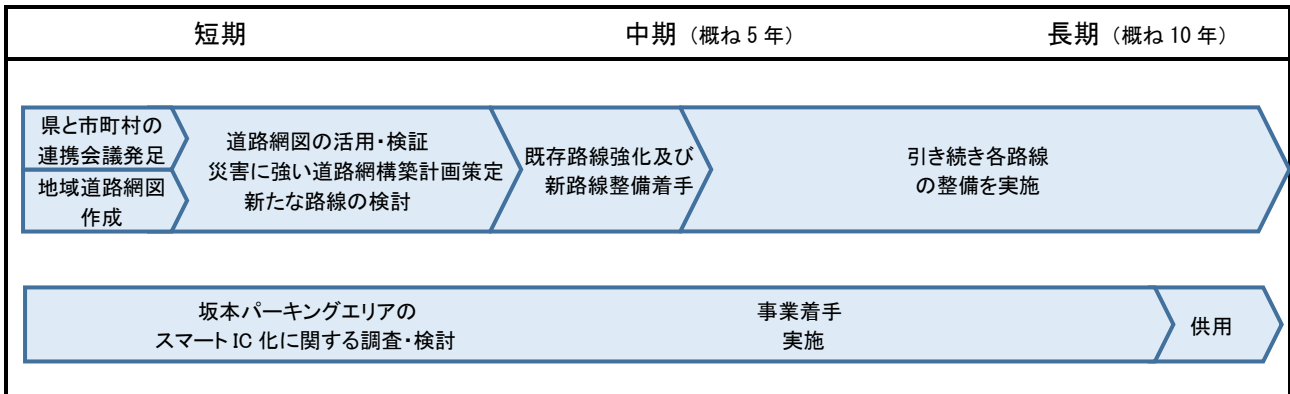 短期 中期（概ね 5 年） 長期（概ね 10 年）
県と市町村の
連携会議発足
地域道路網図
作成
道路網図の活用・検証
災害に強い道路網構築計画策定
新たな路線の検討
既存路線強化及び
新路線整備着手
引き続き各路線
の整備を実施
坂本パーキングエリアの
スマート IC 化に関する調査・検討
事業着手
実施
供用